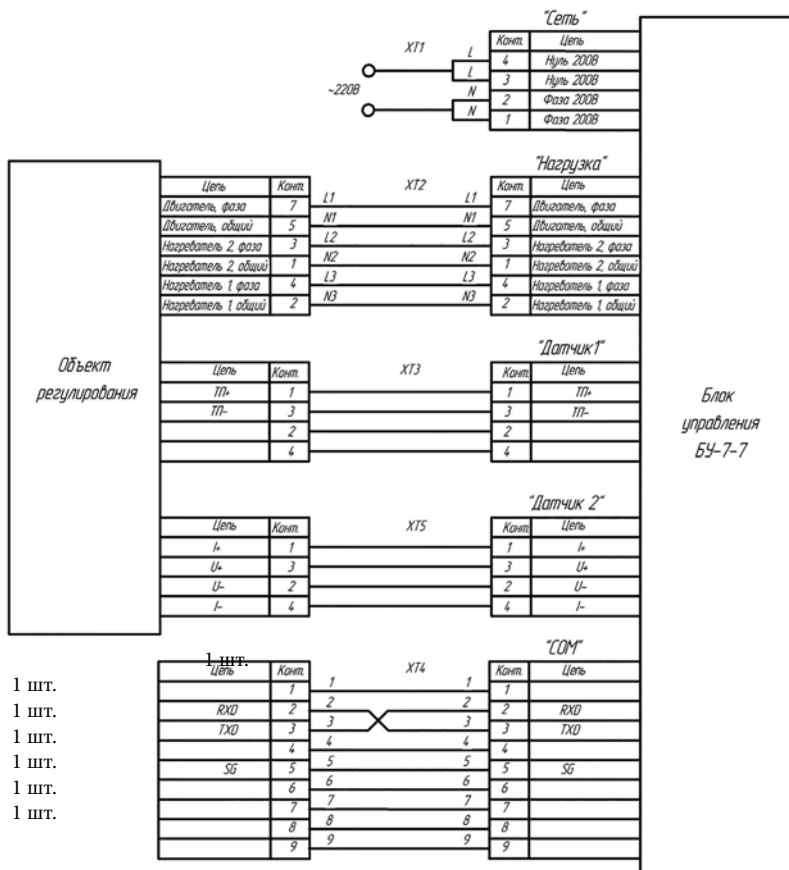 "Сеть"
XT1
Конт. Цепь
L 4 Нуль 200В
L 3 Нуль 200В
~220В
N 2 Фаза 200В
N 1 Фаза 200В
"Нагрузка"
Цепь Конт. XT2 Конт. Цепь
Двигатель, фаза 7 L1 L1 7 Двигатель, фаза
Двигатель, общий 5 N1 N1 5 Двигатель, общий
Нагреватель 2, фаза 3 L2 L2 3 Нагреватель 2, фаза
Нагреватель 2, общий 1 N2 N2 1 Нагреватель 2, общий
Нагреватель 1, фаза 4 L3 L3 4 Нагреватель 1, фаза
Нагреватель 1, общий 2 N3 N3 2 Нагреватель 1, общий
Объект
регулирования
"Датчик1"
Цепь Конт. XT3 Конт. Цепь
ТП+ 1 1 ТП+
ТП- 3 3 ТП-
2 2
4 4
Блок
управления
БУ-7-7
"Датчик 2"
Цепь Конт. XT5 Конт. Цепь
I+ 1 1 I+
U+ 3 3 U+
U- 2 2 U-
I- 4 4 I-
"COM"
1 шт.
Цепь Конт. XT4 Конт. Цепь
1 1 1 1
RXD 2 2 2 2 RXD
TXD 3 3 3 3 TXD
4 4 4 4
SG 5 5 5 5 SG
6 6 6 6
7 7 7 7
8 8 8 8
9 9 9 9
1 шт.
1 шт.
1 шт.
1 шт.
1 шт.
1 шт.